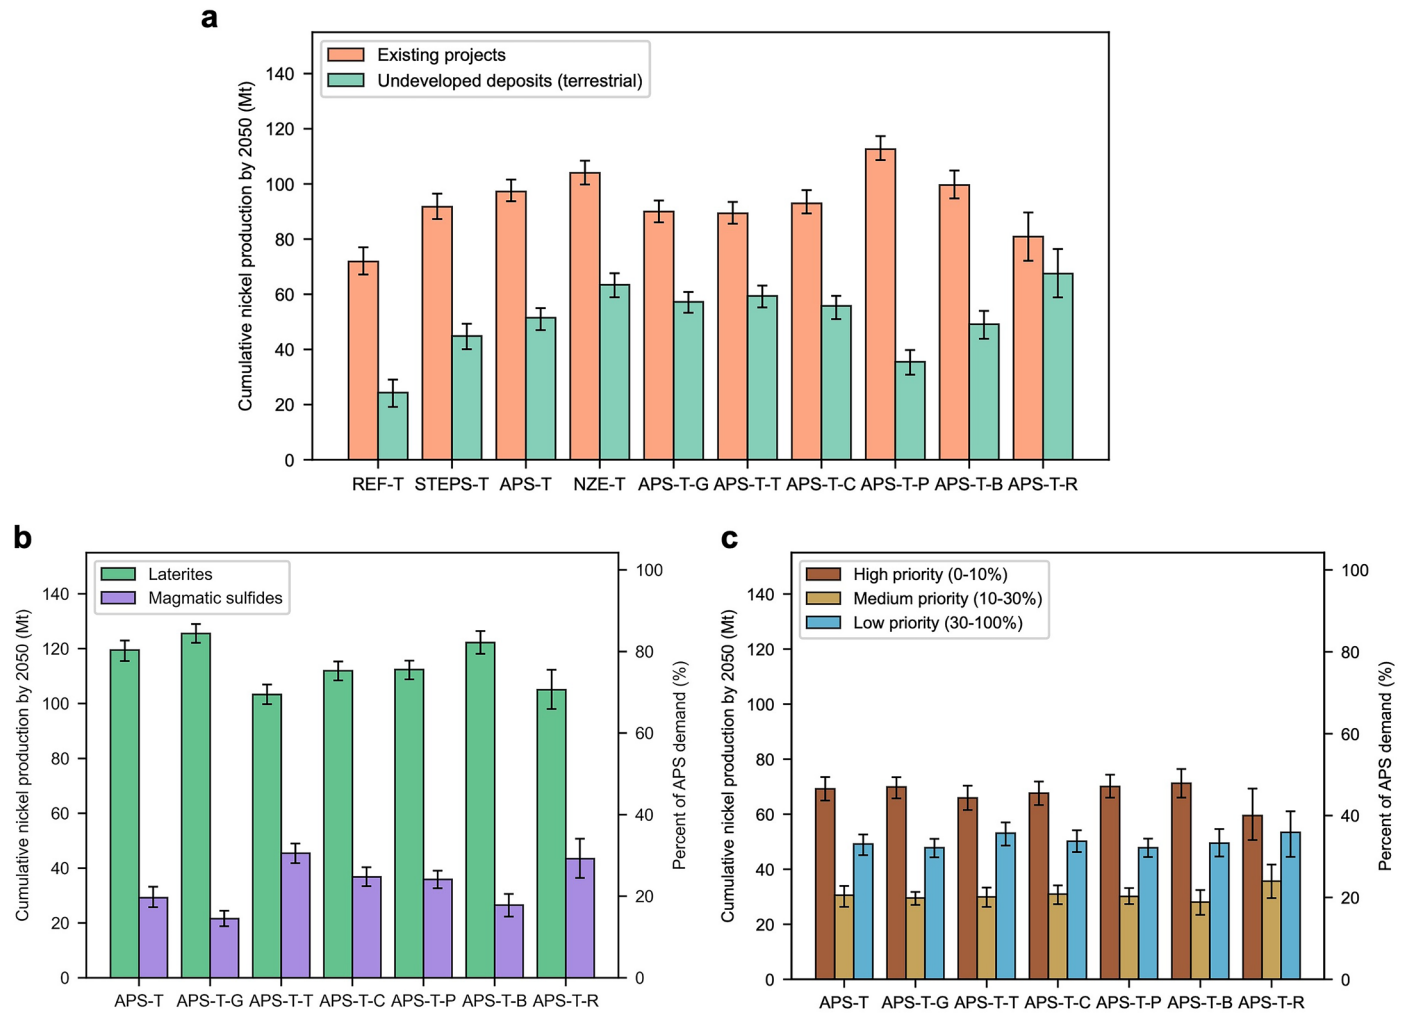 a
Existing projects
Undeveloped deposits (terrestrial)
Cumulative nickel production by 2050 (Mt)
140
120
100
80
60
40
20
0
REF-T STEPS-T APS-T NZE-T APS-T-G APS-T-T APS-T-C APS-T-P APS-T-B APS-T-R
b
Laterites
Magmatic sulfides
Cumulative nickel production by 2050 (Mt)
140
120
100
80
60
40
20
0
100
80
60
40
20
0
Percent of APS demand (%)
APS-T APS-T-G APS-T-T APS-T-C APS-T-P APS-T-B APS-T-R
c
High priority (0-10%)
Medium priority (10-30%)
Low priority (30-100%)
Cumulative nickel production by 2050 (Mt)
140
120
100
80
60
40
20
0
100
80
60
40
20
0
Percent of APS demand (%)
APS-T APS-T-G APS-T-T APS-T-C APS-T-P APS-T-B APS-T-R